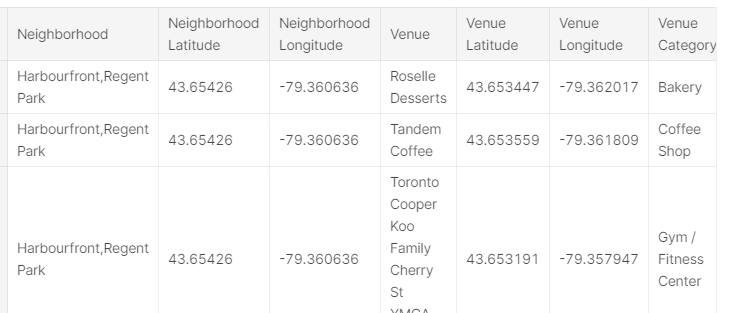 Neighborhood
Neighborhood Latitude
Neighborhood Longitude
Venue
Venue Latitude
Venue Longitude
Venue Category
Harbourfront,Regent Park
43.65426
-79.360636
Roselle Desserts
43.653447
-79.362017
Bakery
Harbourfront,Regent Park
43.65426
-79.360636
Tandem Coffee
43.653559
-79.361809
Coffee Shop
Harbourfront,Regent Park
43.65426
-79.360636
Toronto Cooper Koo Family Cherry St YMCA
43.653191
-79.357947
Gym / Fitness Center